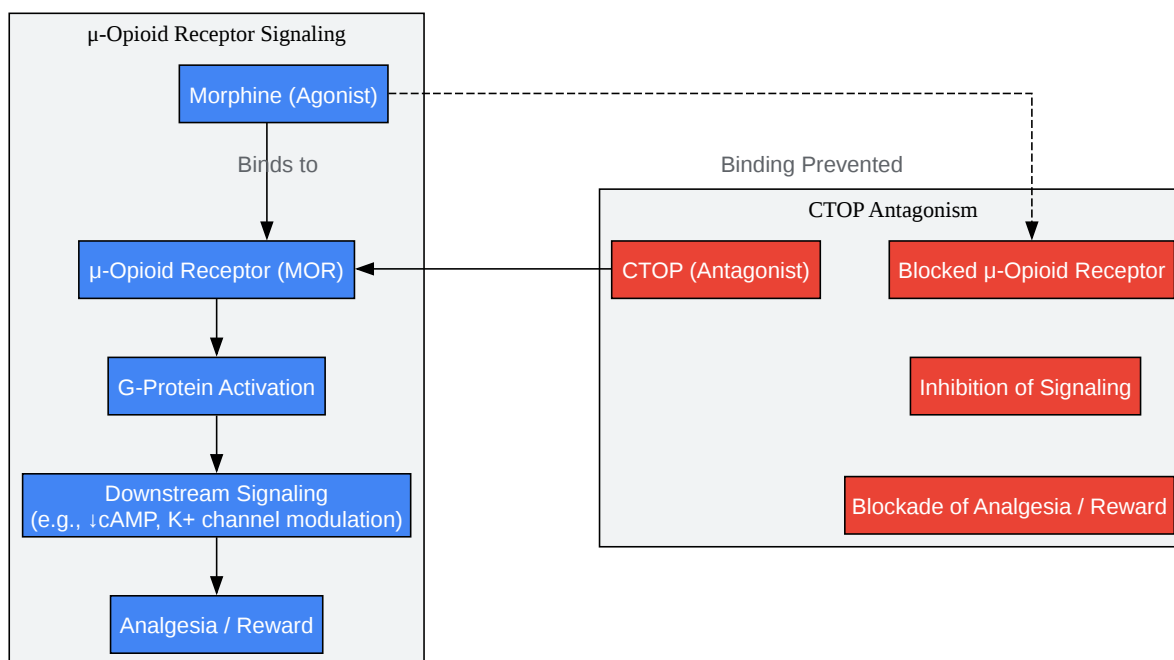 μ-Opioid Receptor Signaling
Morphine (Agonist)
Binds to
μ-Opioid Receptor (MOR)
G-Protein Activation
Downstream Signaling
(e.g., ↓cAMP, K+ channel modulation)
Analgesia / Reward
Binding Prevented
CTOP Antagonism
CTOP (Antagonist)
Blocked μ-Opioid Receptor
Inhibition of Signaling
Blockade of Analgesia / Reward